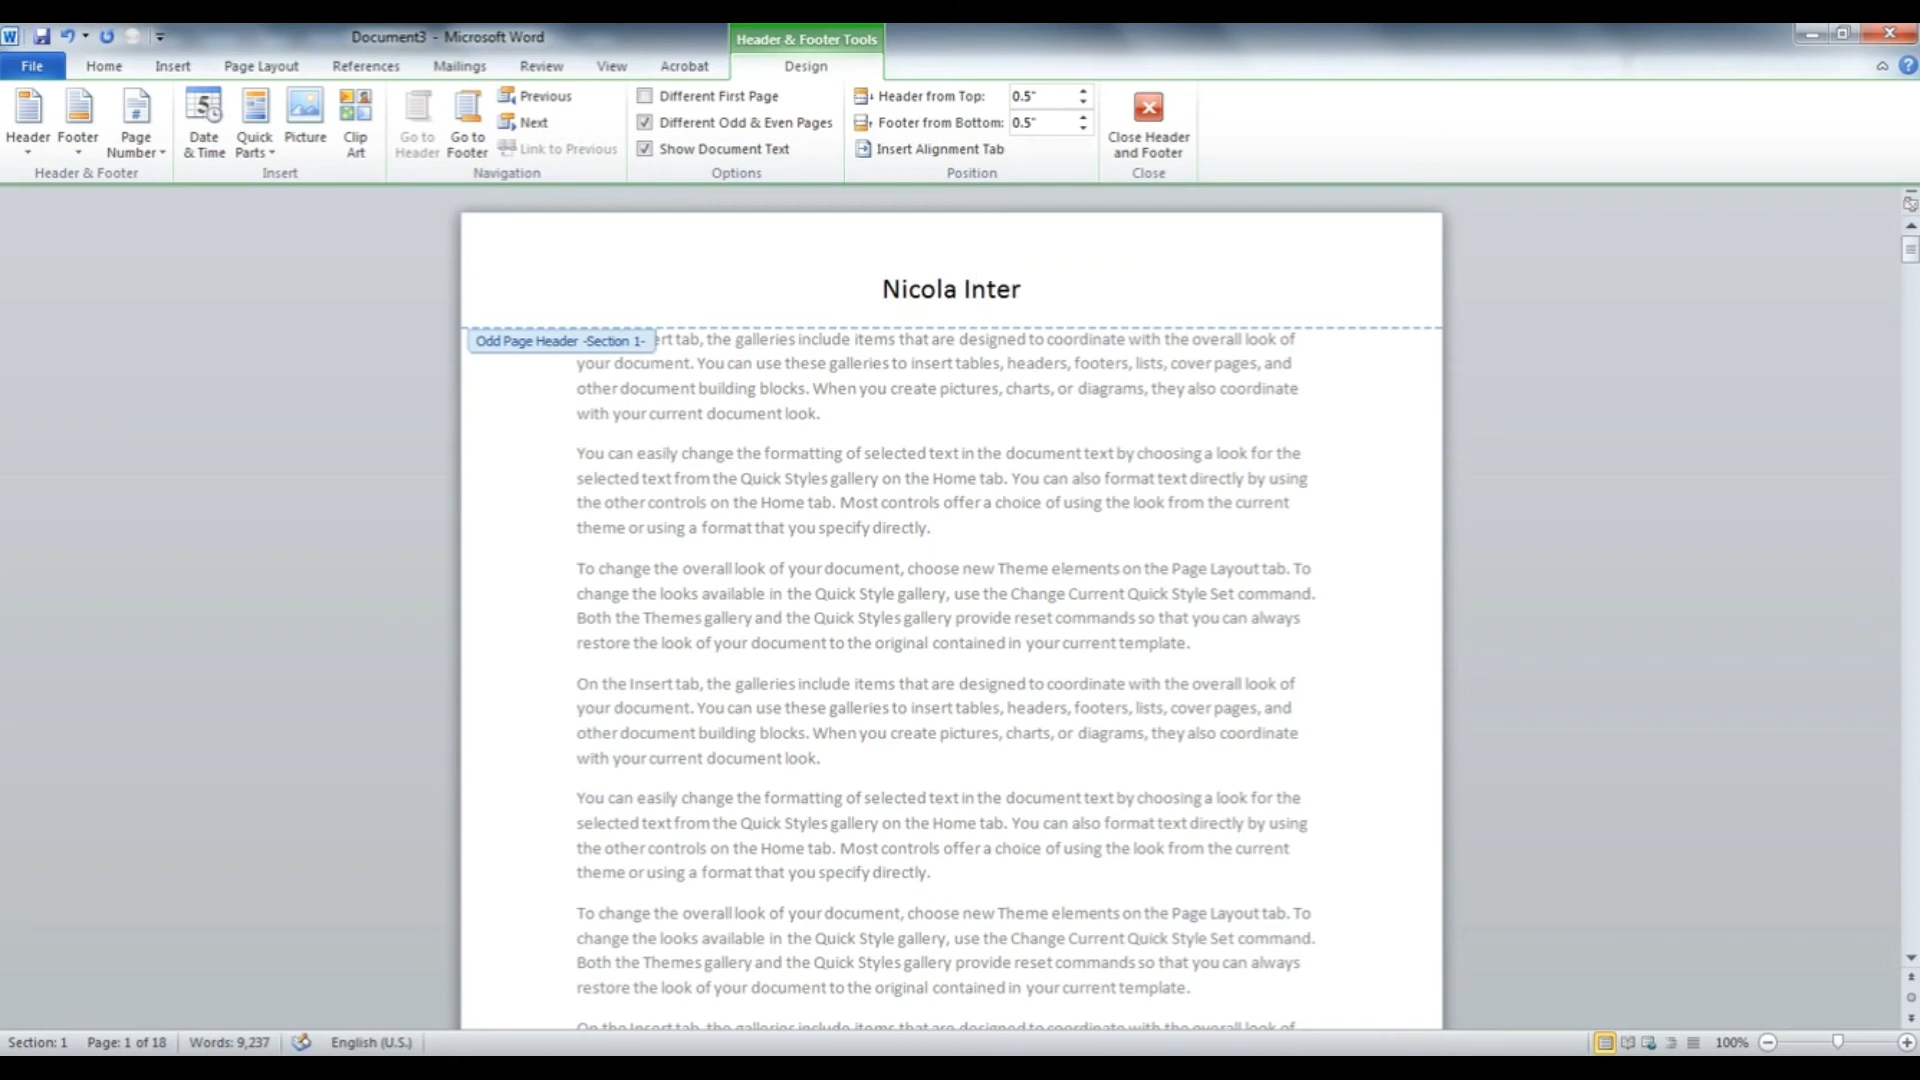 Document3 - Microsoft Word
Header & Footer Tools
File Home Insert Page Layout References Mailings Review View Acrobat Design
Header Footer Page Number
Header & Footer
Date & Time Quick Parts Picture Clip Art
Insert
Go to Header Go to Footer
Previous
Next
Link to Previous
Navigation
Different First Page
Different Odd & Even Pages
Show Document Text
Options
Header from Top: 0.5"
Footer from Bottom: 0.5"
Insert Alignment Tab
Position
Close Header and Footer
Close
Nicola Inter
Odd Page Header -Section 1-
ert tab, the galleries include items that are designed to coordinate with the overall look of
your document. You can use these galleries to insert tables, headers, footers, lists, cover pages, and
other document building blocks. When you create pictures, charts, or diagrams, they also coordinate
with your current document look.
You can easily change the formatting of selected text in the document text by choosing a look for the
selected text from the Quick Styles gallery on the Home tab. You can also format text directly by using
the other controls on the Home tab. Most controls offer a choice of using the look from the current
theme or using a format that you specify directly.
To change the overall look of your document, choose new Theme elements on the Page Layout tab. To
change the looks available in the Quick Style gallery, use the Change Current Quick Style Set command.
Both the Themes gallery and the Quick Styles gallery provide reset commands so that you can always
restore the look of your document to the original contained in your current template.
On the Insert tab, the galleries include items that are designed to coordinate with the overall look of
your document. You can use these galleries to insert tables, headers, footers, lists, cover pages, and
other document building blocks. When you create pictures, charts, or diagrams, they also coordinate
with your current document look.
You can easily change the formatting of selected text in the document text by choosing a look for the
selected text from the Quick Styles gallery on the Home tab. You can also format text directly by using
the other controls on the Home tab. Most controls offer a choice of using the look from the current
theme or using a format that you specify directly.
To change the overall look of your document, choose new Theme elements on the Page Layout tab. To
change the looks available in the Quick Style gallery, use the Change Current Quick Style Set command.
Both the Themes gallery and the Quick Styles gallery provide reset commands so that you can always
restore the look of your document to the original contained in your current template.
On the Insert tab, the galleries include items that are designed to coordinate with the overall look of
Section: 1 Page: 1 of 18 Words: 9,237 English (U.S.) 100%